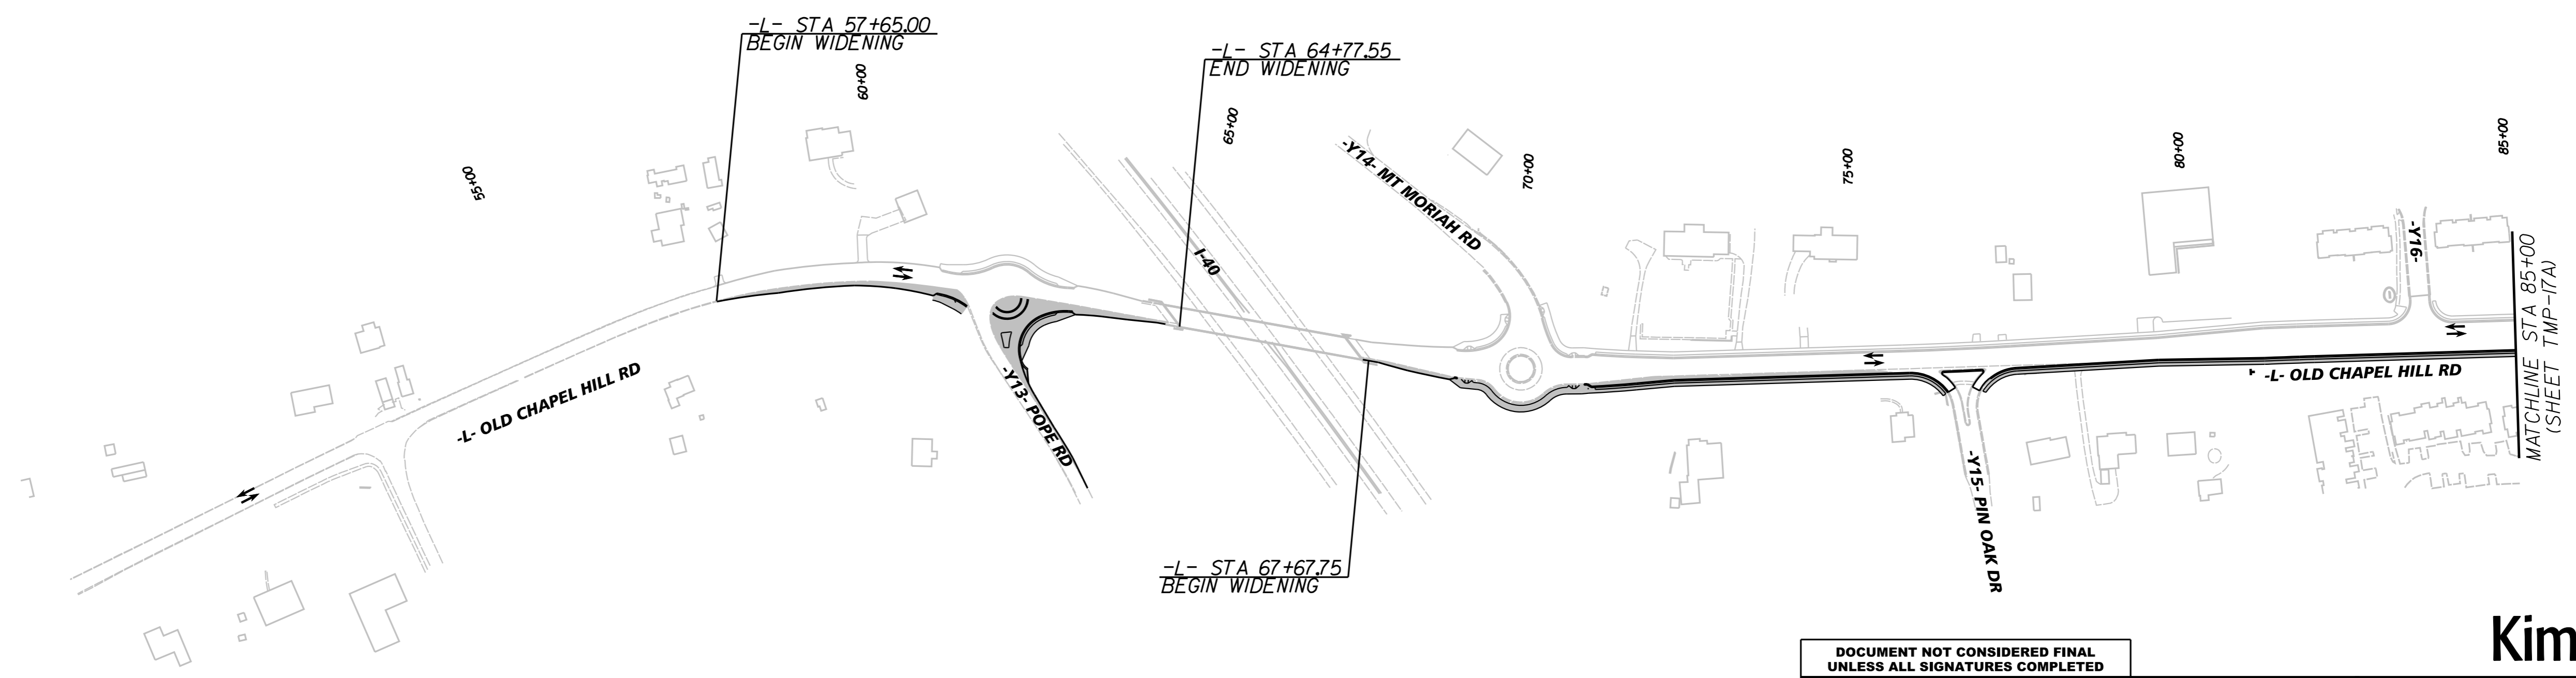 -L- STA 57+65.00
BEGIN WIDENING
-L- STA 64+77.55
END WIDENING
55+00
60+00
65+00
70+00
75+00
80+00
85+00
-Y14- MT MORIAH RD
I-40
-Y16-
MATCHLINE STA 85+00
(SHEET TMP-17A)
-L- OLD CHAPEL HILL RD
-L- OLD CHAPEL HILL RD
-Y13- POPE RD
-Y15- PIN OAK DR
-L- STA 67+67.75
BEGIN WIDENING
DOCUMENT NOT CONSIDERED FINAL
UNLESS ALL SIGNATURES COMPLETED
Kim